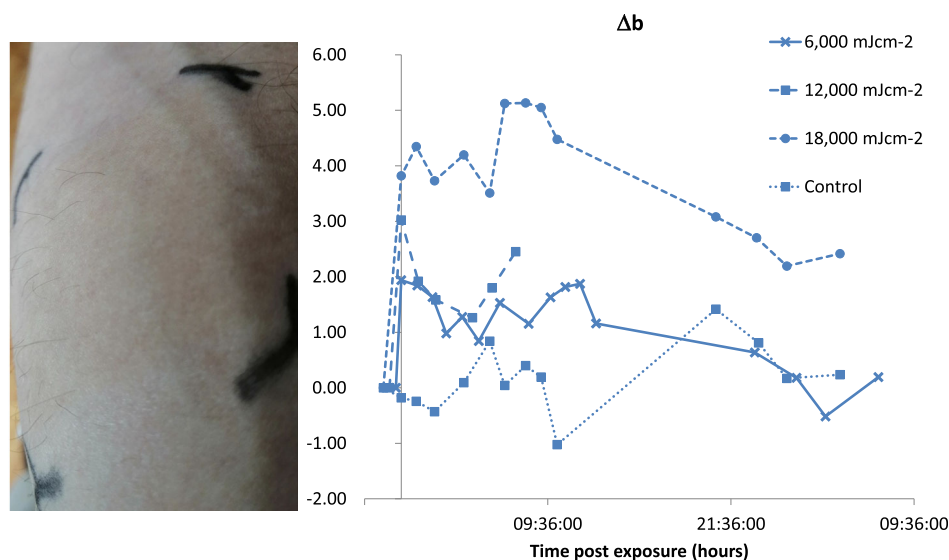 Δb
6,000 mJcm-2
12,000 mJcm-2
18,000 mJcm-2
Control
6.00
5.00
4.00
3.00
2.00
1.00
0.00
-1.00
-2.00
09:36:00
21:36:00
09:36:00
Time post exposure (hours)